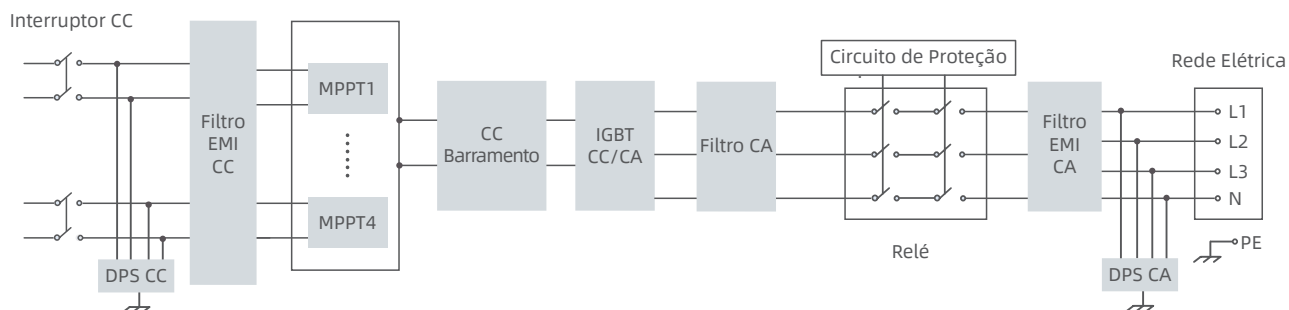 Interruptor CC
Filtro
EMI
CC
MPPT1
MPPT4
DPS CC
CC
Barramento
IGBT
CC/CA
Filtro CA
Circuito de Proteção
Relé
Filtro
EMI
CA
Rede Elétrica
L1
L2
L3
N
PE
DPS CA